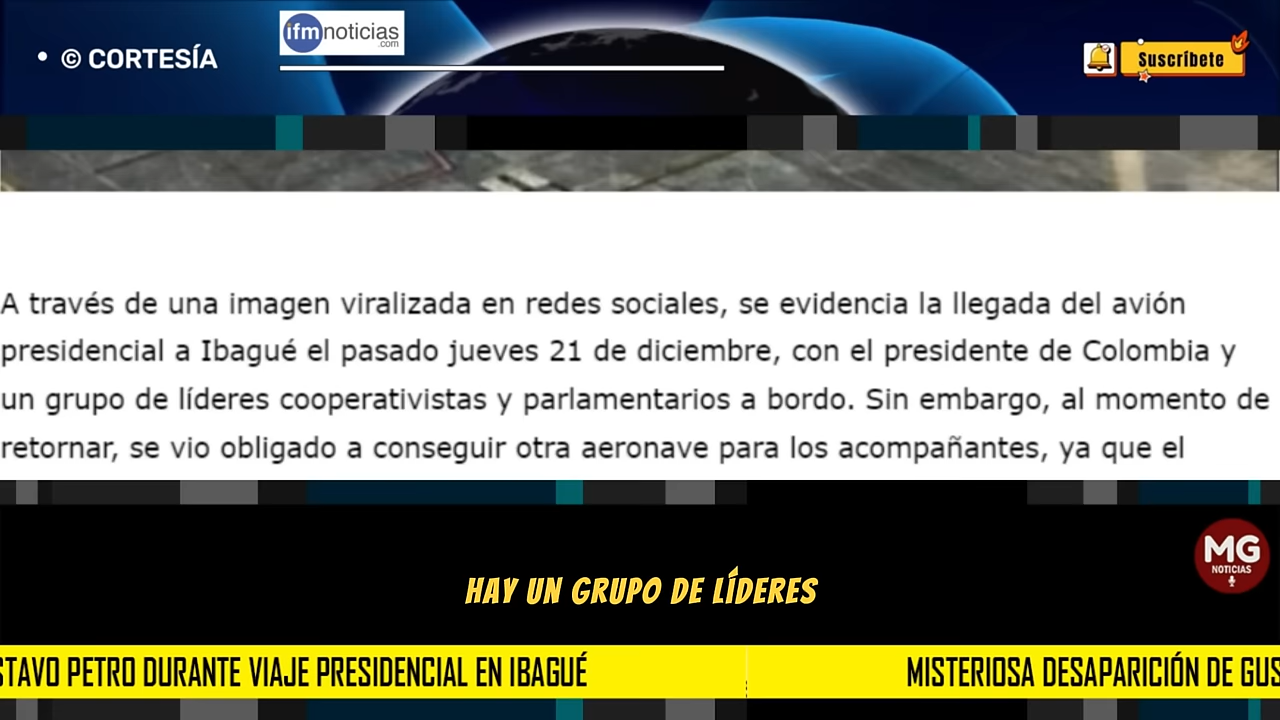 • © CORTESÍA
ifmnoticias
.com
Suscríbete
A través de una imagen viralizada en redes sociales, se evidencia la llegada del avión
presidencial a Ibagué el pasado jueves 21 de diciembre, con el presidente de Colombia y
un grupo de líderes cooperativistas y parlamentarios a bordo. Sin embargo, al momento de
retornar, se vio obligado a conseguir otra aeronave para los acompañantes, ya que el
MG
NOTICIAS
HAY UN GRUPO DE LÍDERES
STAVO PETRO DURANTE VIAJE PRESIDENCIAL EN IBAGUÉ MISTERIOSA DESAPARICIÓN DE GUS